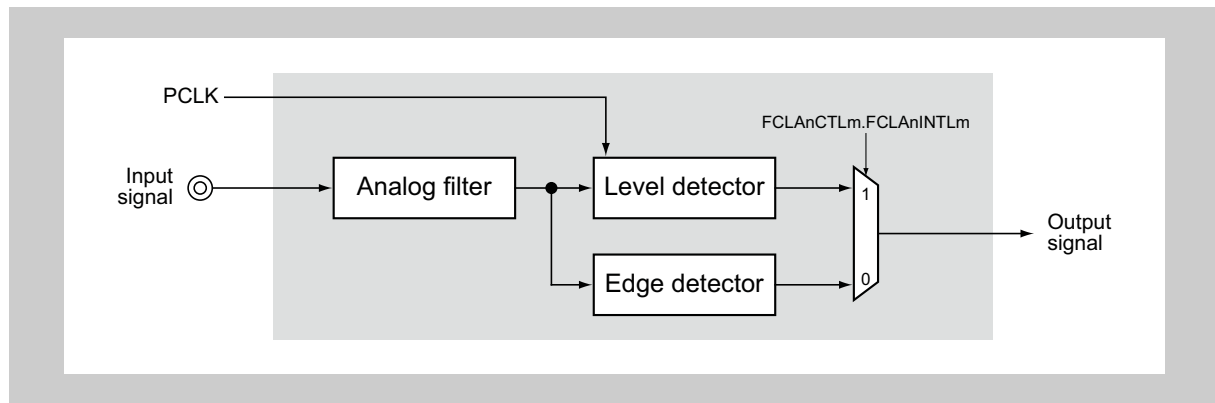 PCLK
FCLAnCTLm.FCLAnINTLm
Input
signal
Analog filter
Level detector
1
Output
signal
Edge detector
0